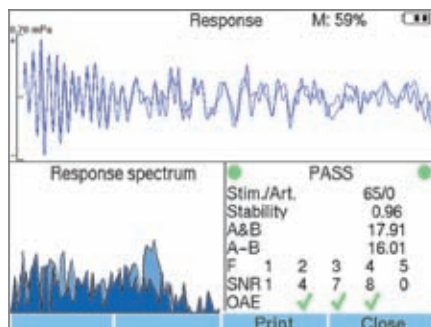 Response M: 59%
0.70 mPa
+
-
Response spectrum
PASS
Stim./Art. 65/0
Stability 0.96
A&B 17.91
A-B 16.01
F 1 2 3 4 5
SNR 1 4 7 8 0
OAE ✓ ✓ ✓
Print Close